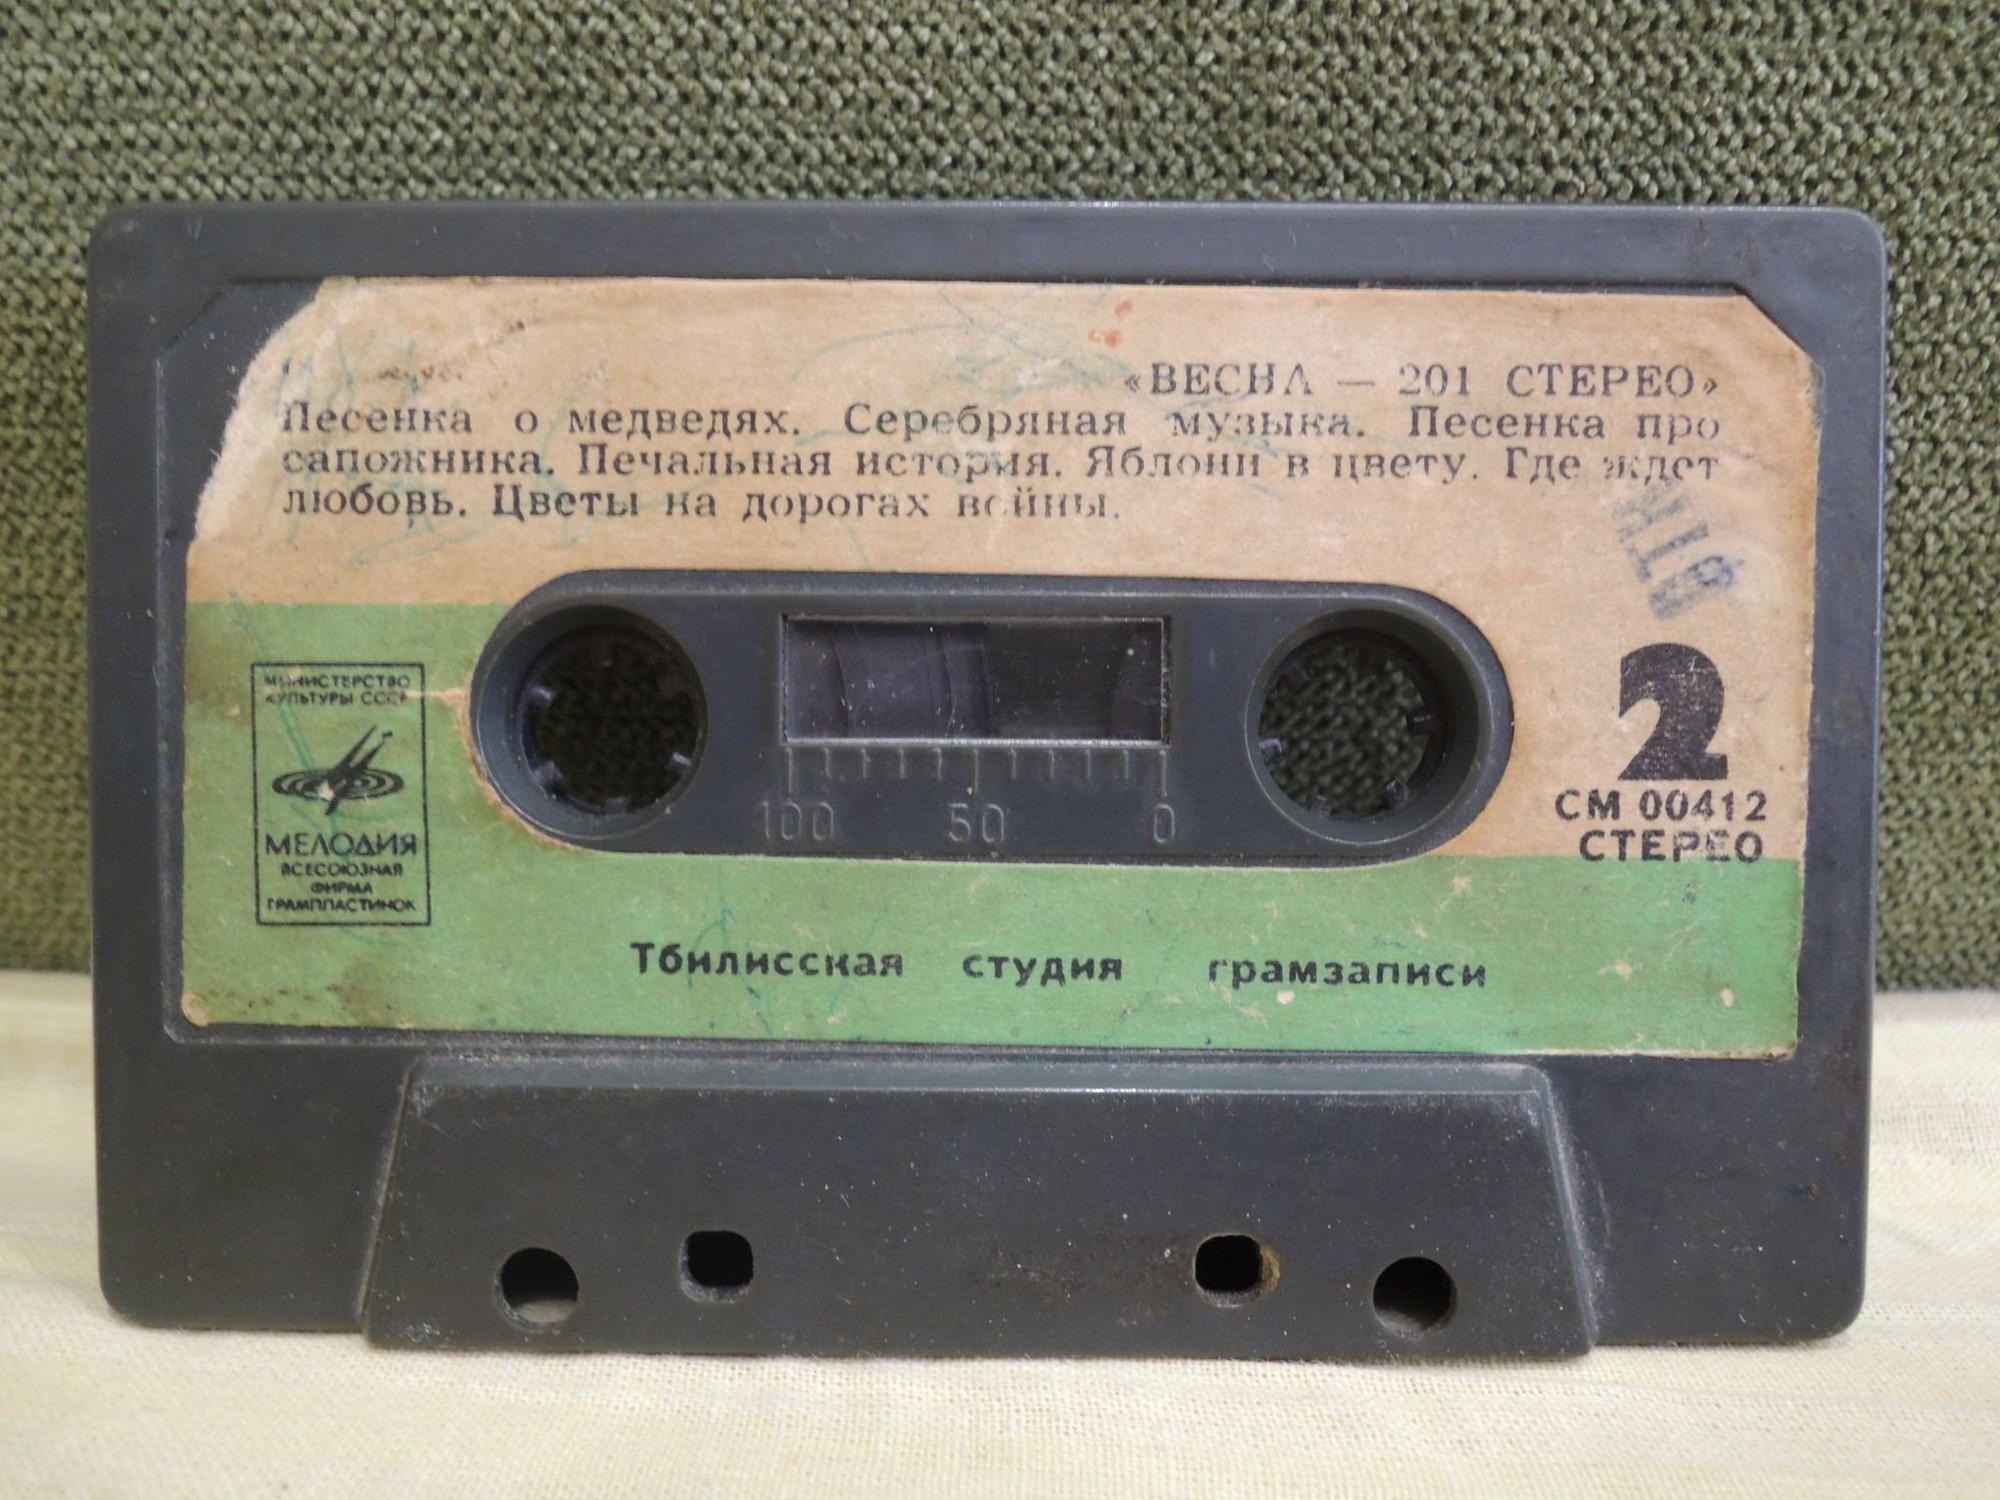 «ВЕСНА — 201 СТЕРЕО»
Песенка о медведях. Серебряная музыка. Песенка про
сапожника. Печальная история. Яблони в цвету. Где ждет
любовь. Цветы на дорогах войны.
ВТК
МИНИСТЕРСТВО
КУЛЬТУРЫ СССР
МЕЛОДИЯ
ВСЕСОЮЗНАЯ
ФИРМА
ГРАМПЛАСТИНОК
100 50 0
2
СМ 00412
СТЕРЕО
Тбилисская студия грамзаписи